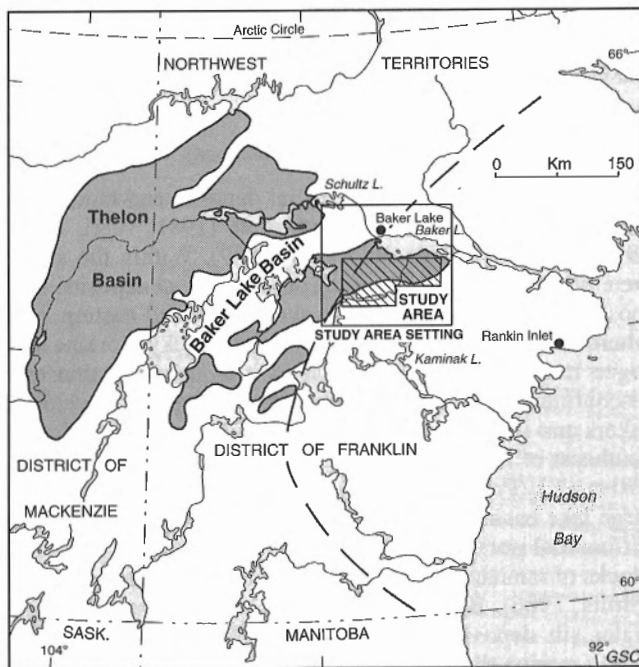 Arctic Circle
66°
NORTHWEST
TERRITORIES
0 Km 150
Schultz L.
Baker Lake
Baker L.
Thelon
Basin
Baker Lake Basin
STUDY
AREA
STUDY AREA SETTING
Rankin Inlet
Kaminak L.
DISTRICT OF
MACKENZIE
DISTRICT OF FRANKLIN
Hudson
Bay
60°
SASK.
MANITOBA
104°
92°
GSC